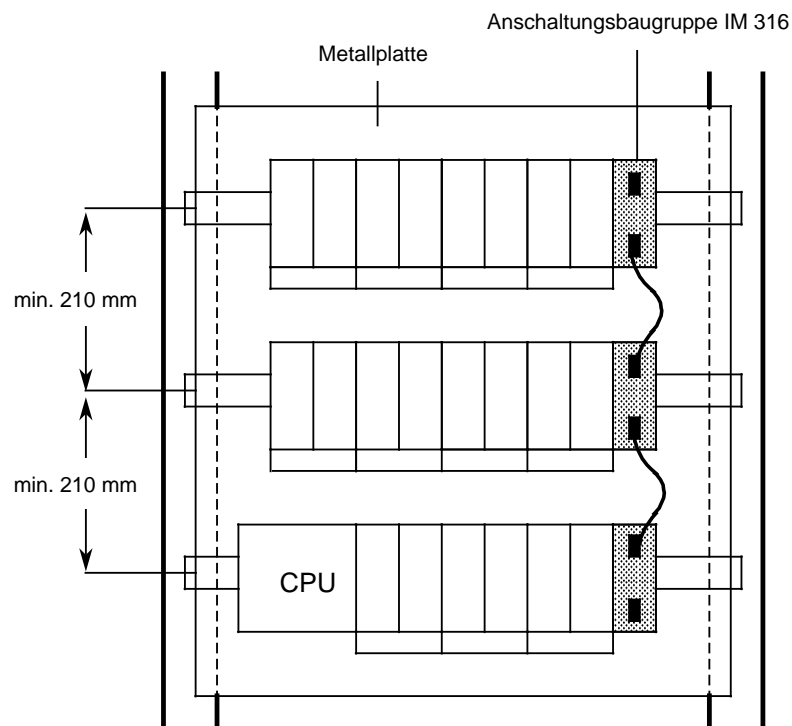 Anschaltungsbaugruppe IM 316
Metallplatte
min. 210 mm
min. 210 mm
CPU